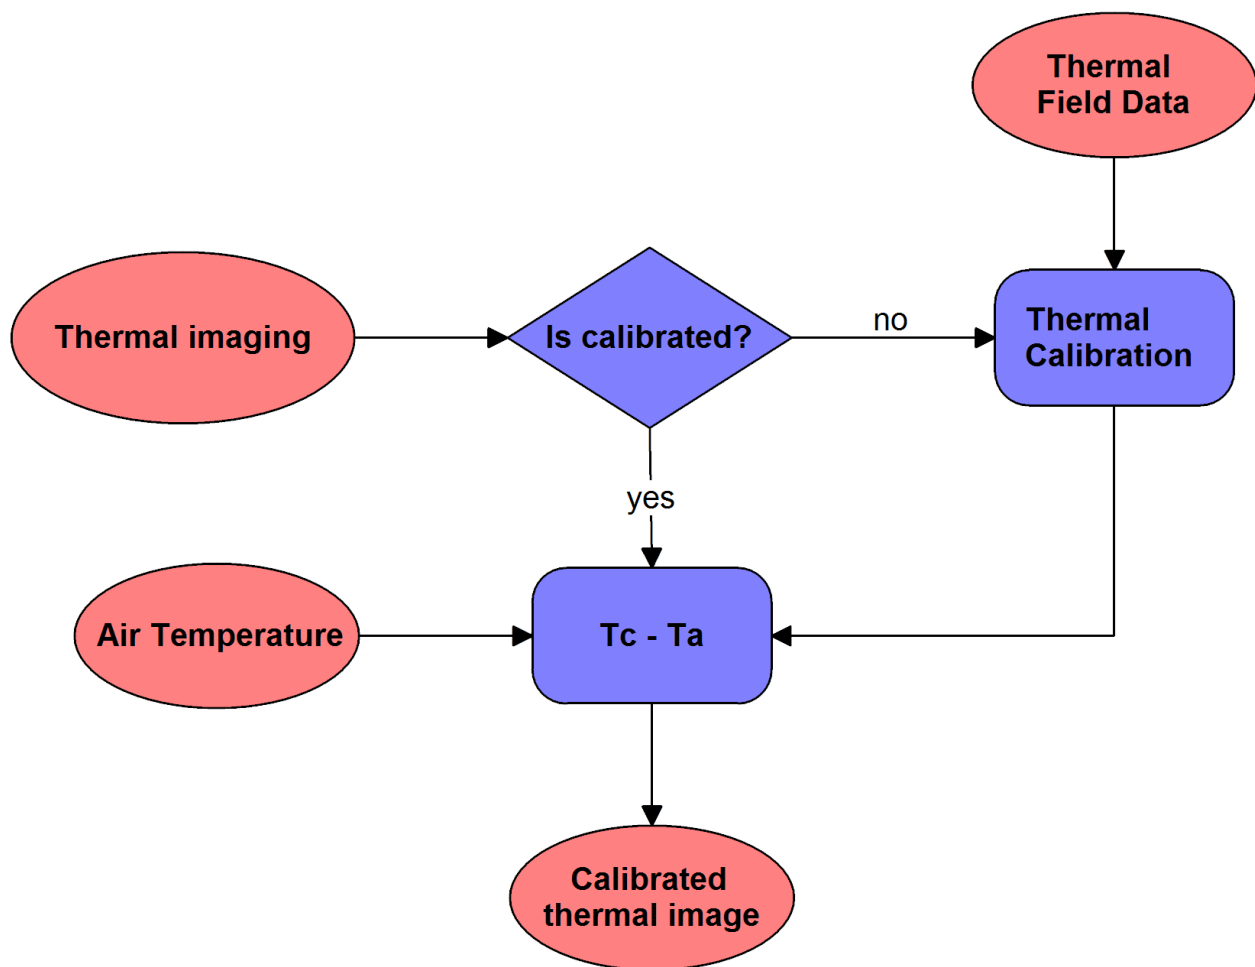 Thermal
Field Data
Thermal imaging
Is calibrated?
no
Thermal
Calibration
yes
Air Temperature
Tc - Ta
Calibrated
thermal image